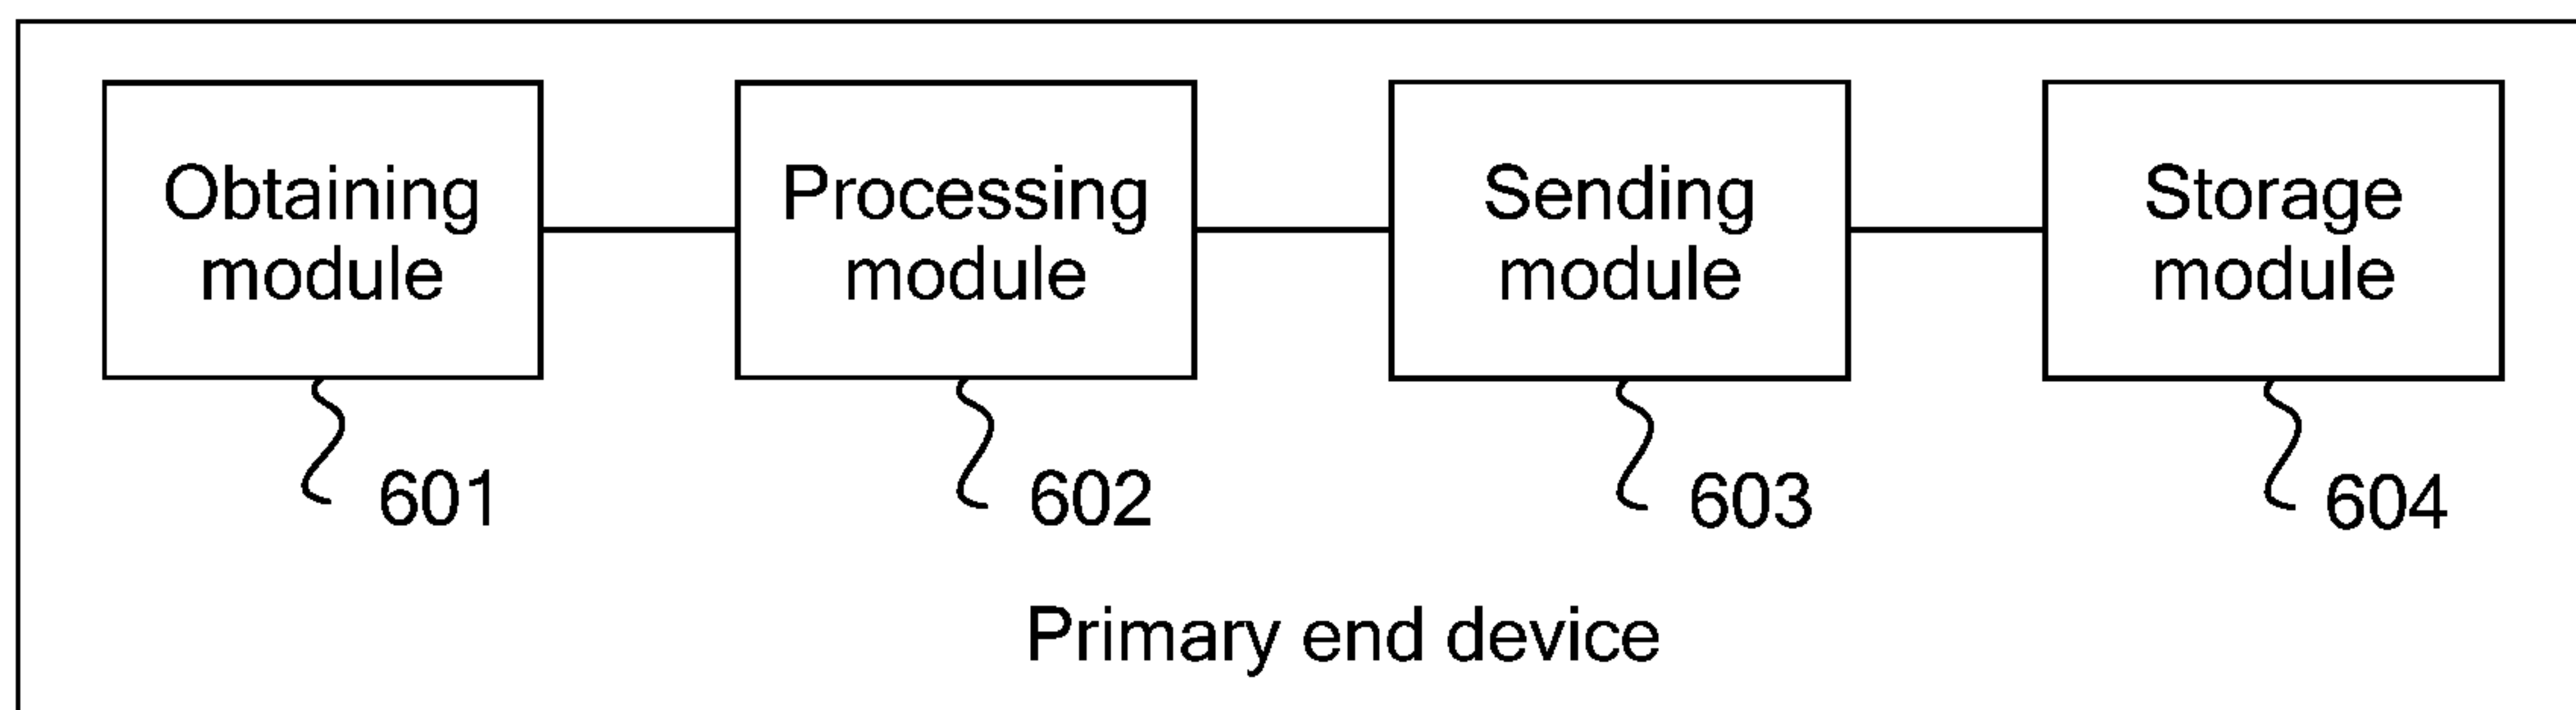 Obtaining
module
Processing
module
Sending
module
Storage
module
601
602
603
604
Primary end device